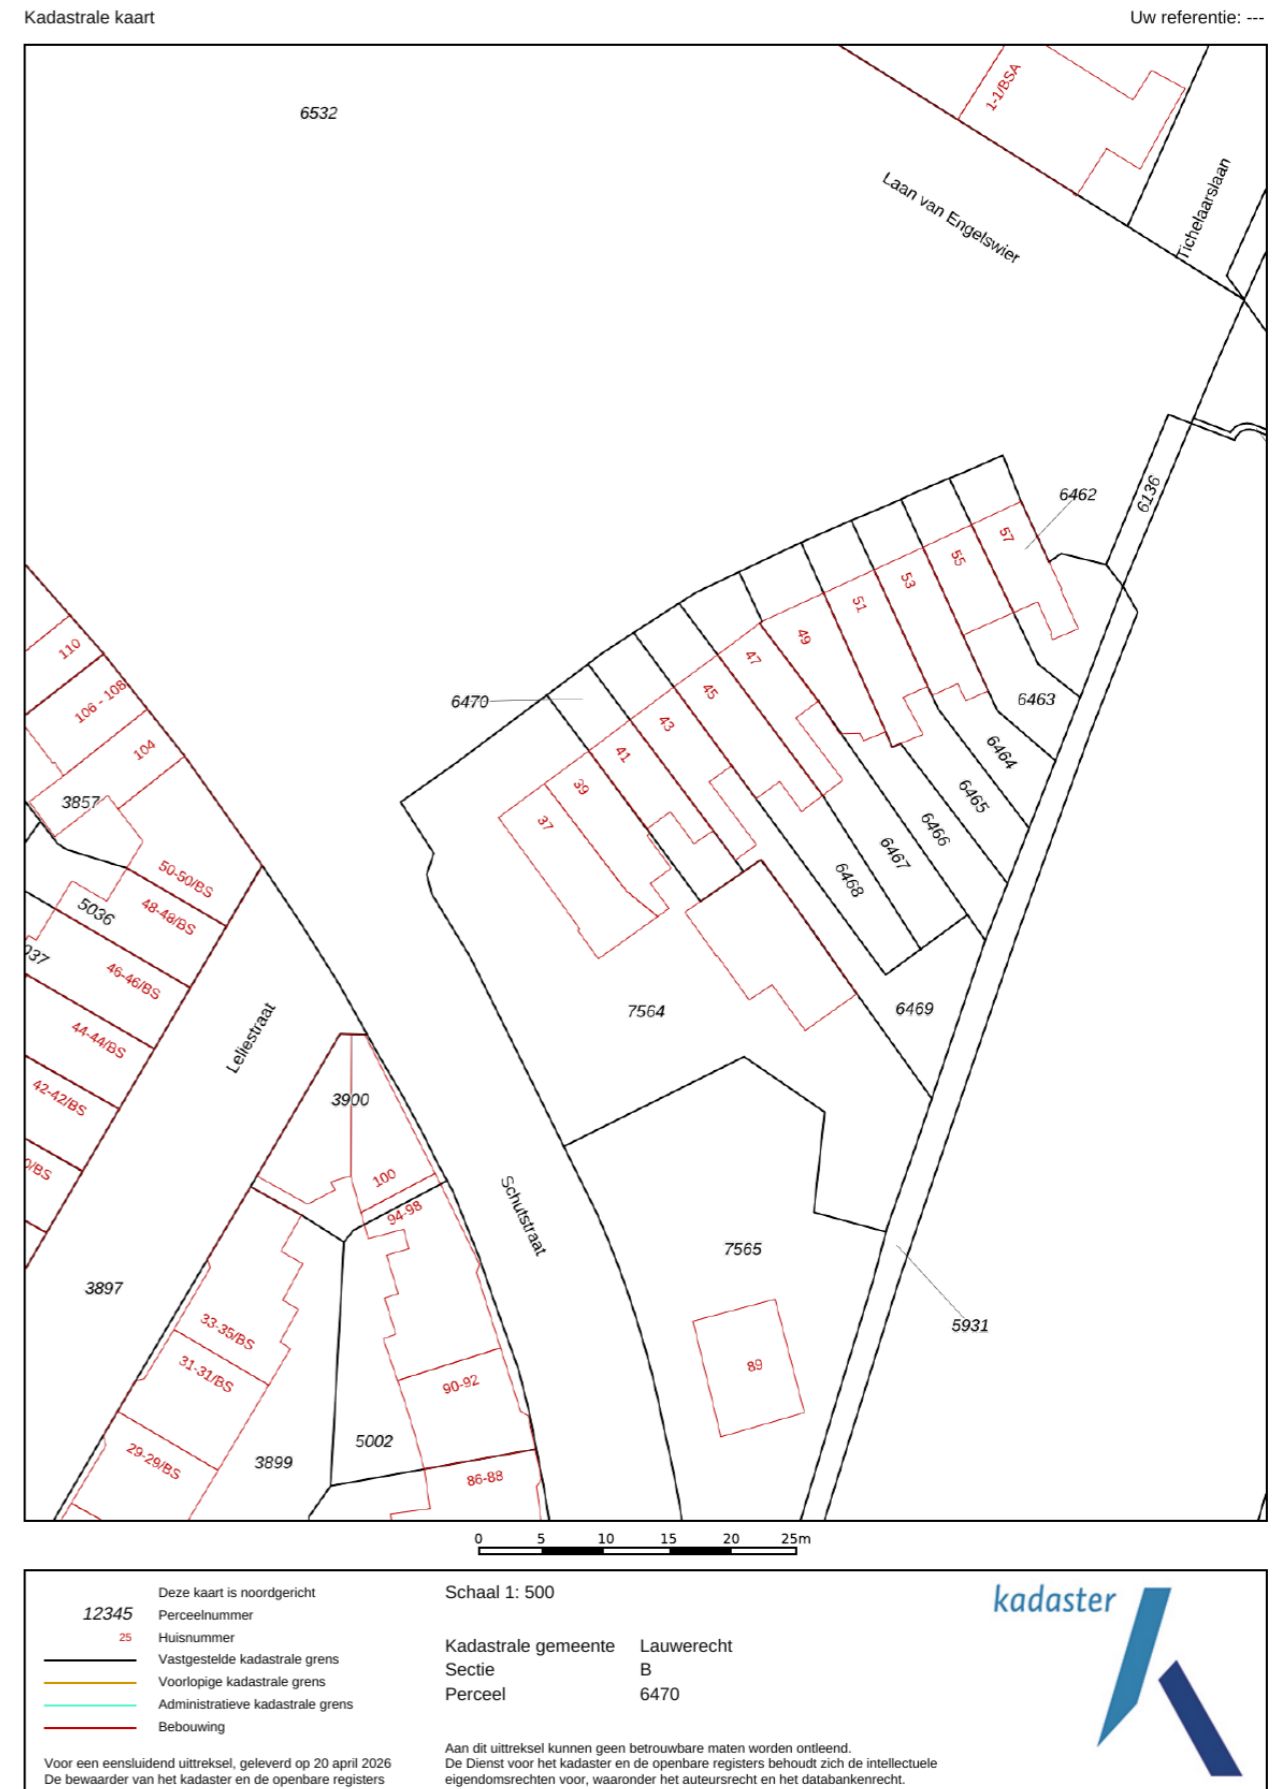 Kadastrale kaart
Uw referentie: ---
6532
1-1/BSA
Laan van Engelswier
Tichelaarslaan
6136
6462
57
55
53
51
49
47
45
43
41
39
37
6470
6463
6464
6465
6466
6467
6468
6469
7564
110
106 - 108
104
3857
50-50/BS
48-48/BS
5036
46-46/BS
44-44/BS
42-42/BS
Leliestraat
3900
100
94-98
Schutstraat
7565
5931
89
3897
33-35/BS
31-31/BS
29-29/BS
90-92
5002
3899
86-88
0 5 10 15 20 25m
Deze kaart is noordgericht
12345 Perceelnummer
25 Huisnummer
Vastgestelde kadastrale grens
Voorlopige kadastrale grens
Administratieve kadastrale grens
Bebouwing
Voor een eensluidend uittreksel, geleverd op 20 april 2026
De bewaarder van het kadaster en de openbare registers
Schaal 1: 500
Kadastrale gemeente Lauwerecht
Sectie B
Perceel 6470
Aan dit uittreksel kunnen geen betrouwbare maten worden ontleend.
De Dienst voor het kadaster en de openbare registers behoudt zich de intellectuele
eigendomsrechten voor, waaronder het auteursrecht en het databankenrecht.
kadaster